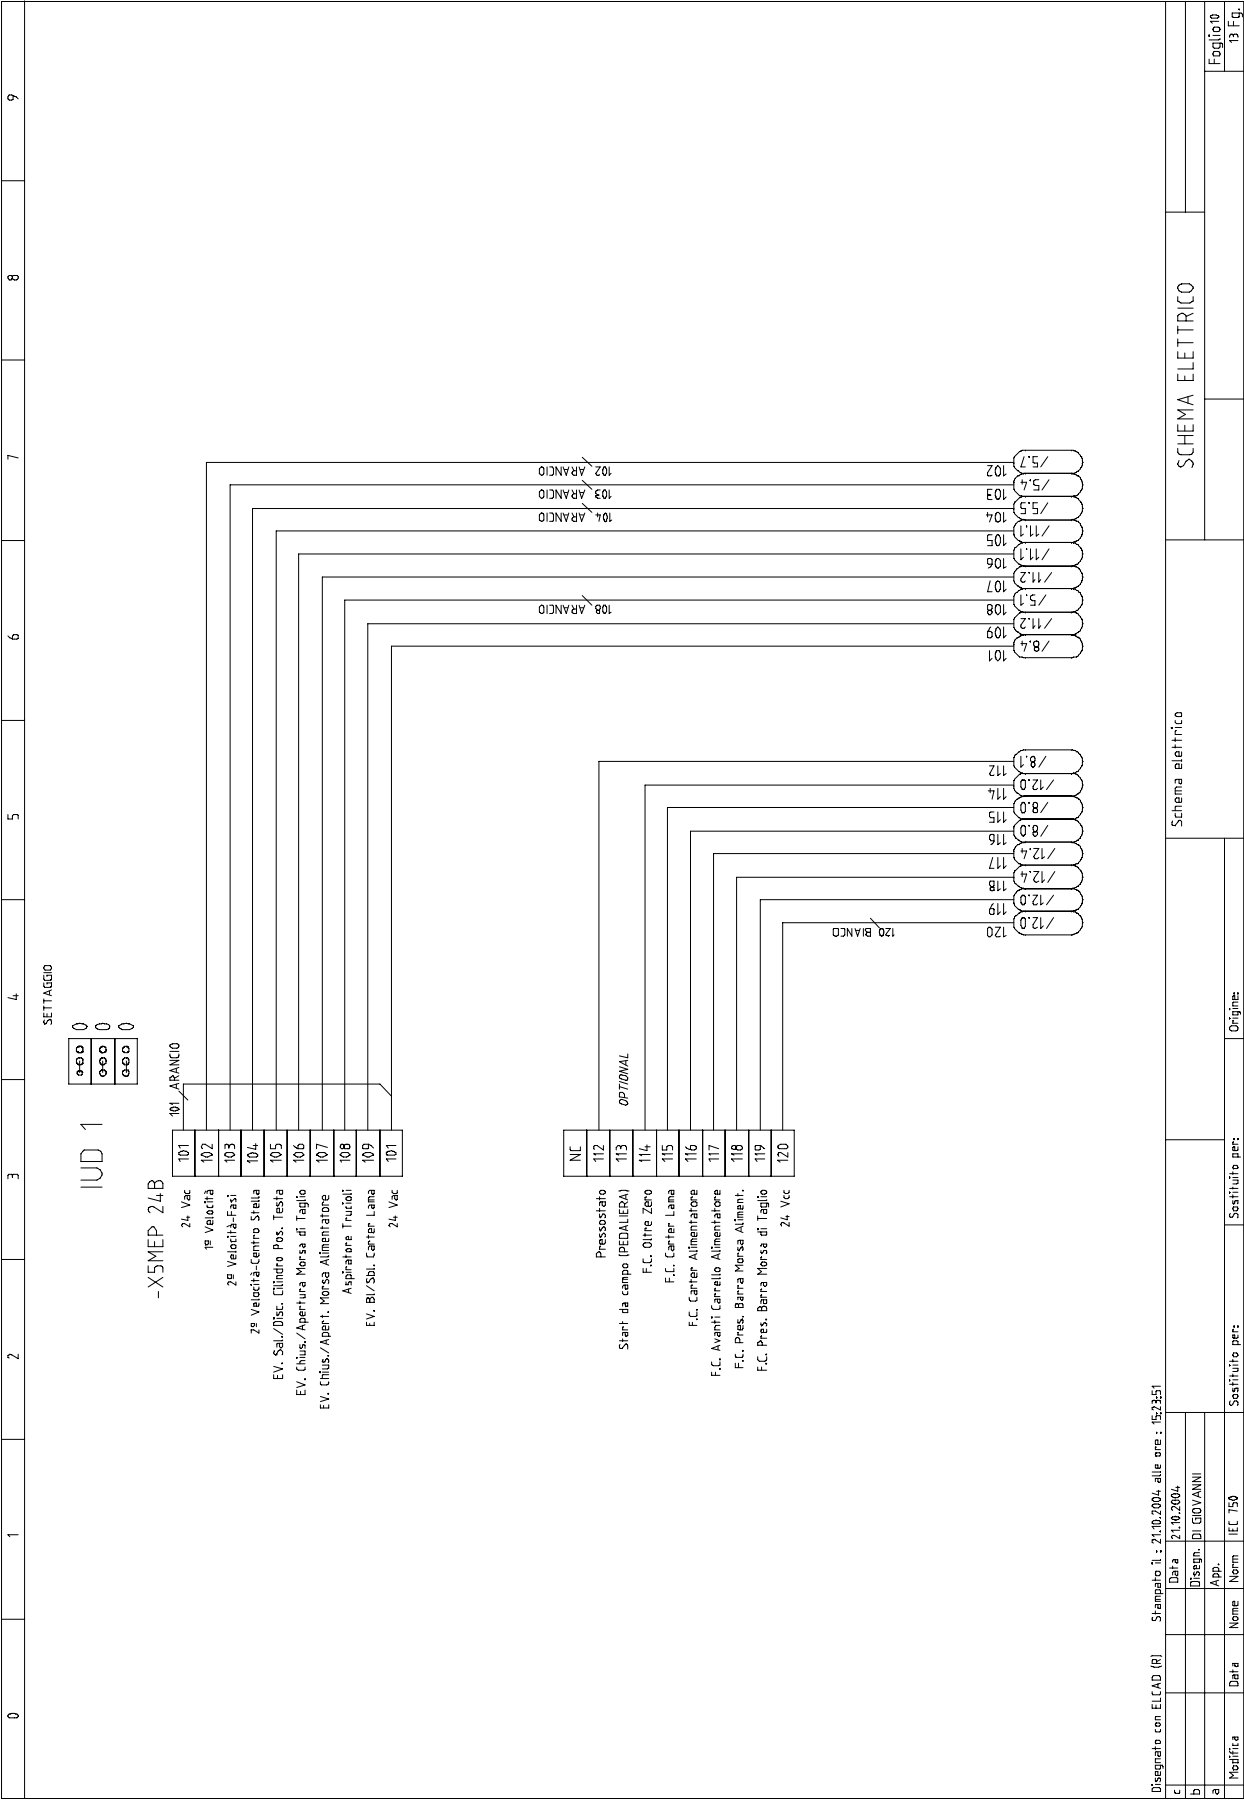 0 1 2 3 4 5 6 7 8 9
SETTAGGIO
IUD 1
0
0
0
-X5MEP 24B
101 ARANCIO
24 Vac 101
1ª Velocità 102
2ª Velocità-Fasi 103
2ª Velocità-Centro Stella 104
EV. Sal./Disc. Cilindro Pos. Testa 105
EV. Chius./Apertura Morsa di Taglio 106
EV. Chius./Apert. Morsa Alimentatore 107
Aspiratore Trucioli 108
EV. Bl/Sbl. Carter Lama 109
24 Vac 101
102 ARANCIO
103 ARANCIO
104 ARANCIO
108 ARANCIO
102 /5.7
103 /5.4
104 /5.5
105 /11.1
106 /11.1
107 /11.2
108 /5.1
109 /11.2
101 /8.4
NC
Pressostato 112
Start da campo (PEDALIERA) 113 OPTIONAL
F.C. Oltre Zero 114
F.C. Carter Lama 115
F.C. Carter Alimentatore 116
F.C. Avanti Carrello Alimentatore 117
F.C. Pres. Barra Morsa Aliment. 118
F.C. Pres. Barra Morsa di Taglio 119
24 Vcc 120
120 BIANCO
112 /8.1
114 /12.0
115 /8.0
116 /8.0
117 /12.4
118 /12.4
119 /12.0
120 /12.0
Disegnato con ELCAD (R) Stampato il : 21.10.2004 alle ore : 15:23:51
c Data 21.10.2004 Schema elettrico SCHEMA ELETTRICO
b Disegn. DI GIOVANNI
a App. Foglio10
Modifica Data Nome Norm IEC 750 Sostituito per: Sostituito per: Origine: 13 Fg.